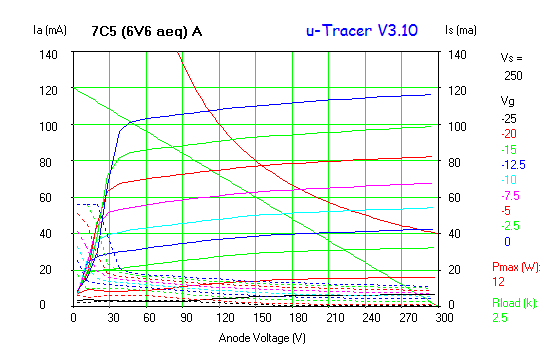 Ia (mA) 7C5 (6V6 aeq) A u-Tracer V3.10 Is (ma)
140 140
120 120
100 100
80 80
60 60
40 40
20 20
0 0
0 30 60 90 120 150 180 210 240 270 300
Anode Voltage (V)
Vs =
250
Vg
-25
-20
-15
-12.5
-10
-7.5
-5
-2.5
0
Pmax (W):
12
Rload (k):
2.5